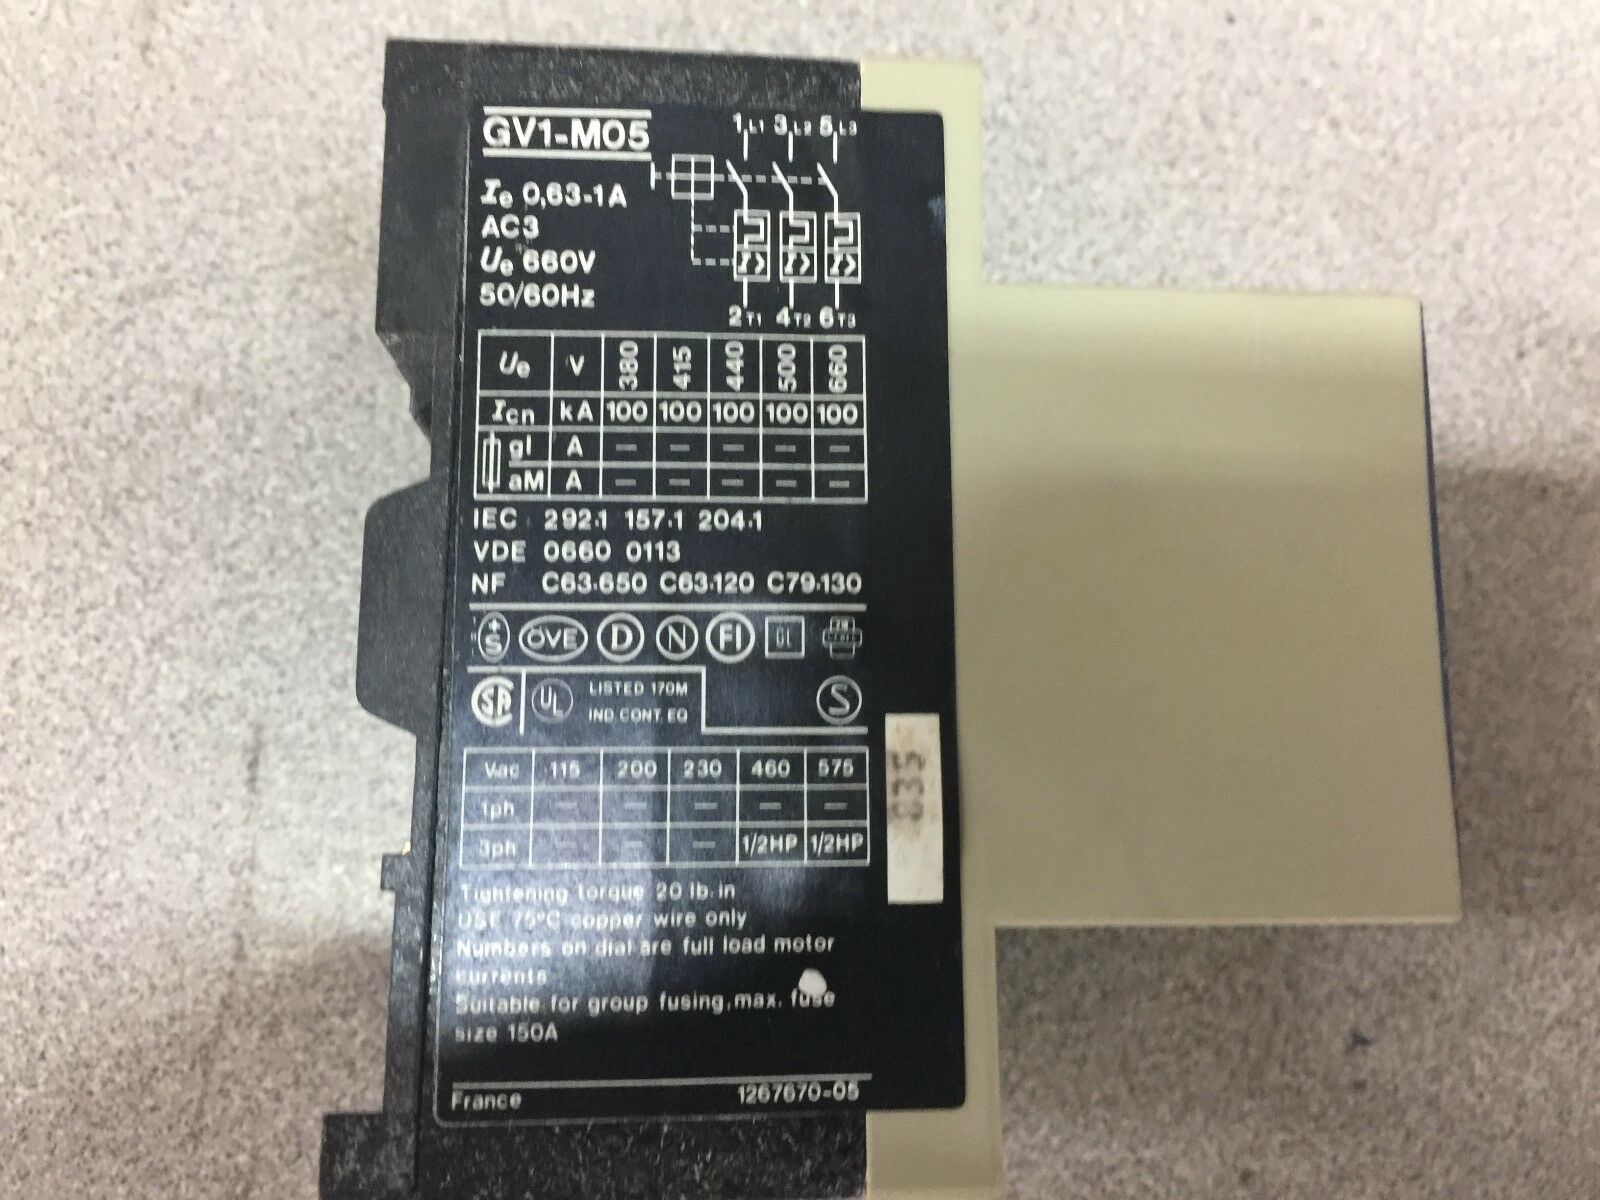 GV1-M05
1 L1 3 L2 5 L3
Ie 0,63-1A
AC3
Ue 660V
50/60Hz
I> I> I>
2 T1 4 T2 6 T3
Ue V 380 415 440 500 660
Icn kA 100 100 100 100 100
gl A — — — — —
aM A — — — — —
IEC 292.1 157.1 204.1
VDE 0660 0113
NF C63.650 C63.120 C79.130
+S ÖVE D N FI GL
SA UL LISTED 170M S
IND. CONT. EQ
Vac 115 200 230 460 575
1ph — — — — —
3ph — — — 1/2HP 1/2HP
035
Tightening torque 20 lb. in
USE 75°C copper wire only
Numbers on dial are full load motor
currents
Suitable for group fusing, max. fuse
size 150A
France 1267670-05